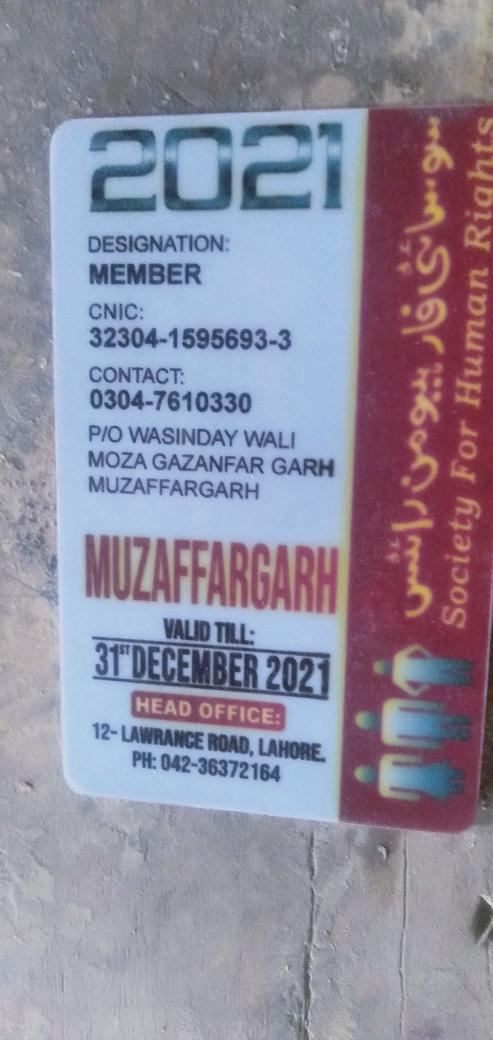 2021
DESIGNATION:
MEMBER
CNIC:
32304-1595693-3
CONTACT:
0304-7610330
P/O WASINDAY WALI
MOZA GAZANFAR GARH
MUZAFFARGARH
MUZAFFARGARH
VALID TILL:
31ST DECEMBER 2021
HEAD OFFICE:
12- LAWRANCE ROAD, LAHORE.
PH: 042-36372164
سوسائٹی فار ہیومن رائٹس
Society For Human Rights